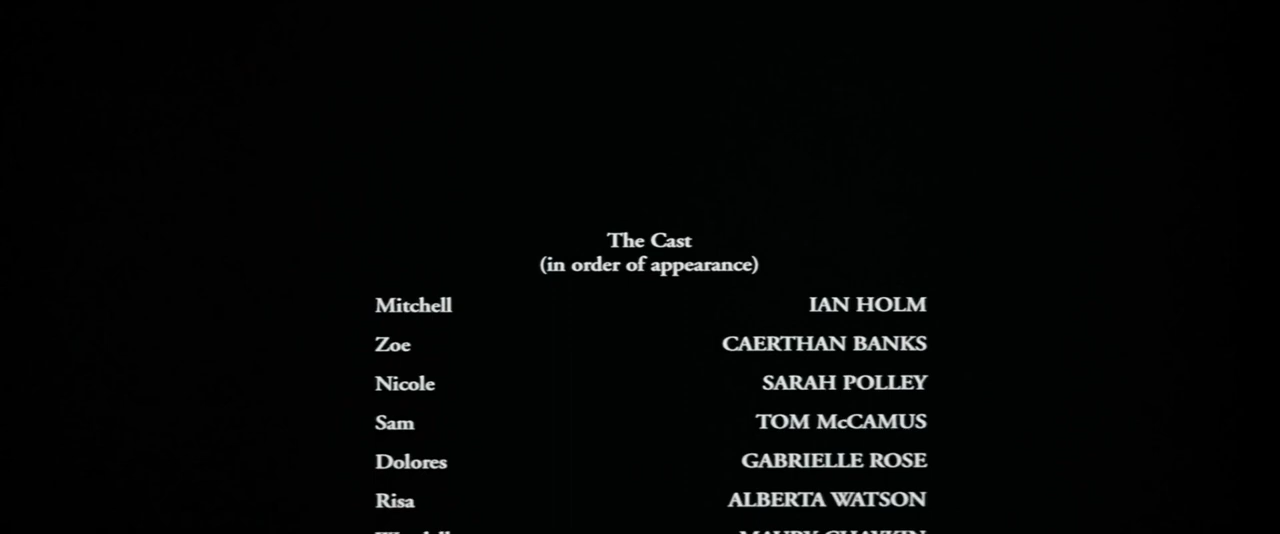 The Cast
(in order of appearance)
Mitchell IAN HOLM
Zoe CAERTHAN BANKS
Nicole SARAH POLLEY
Sam TOM McCAMUS
Dolores GABRIELLE ROSE
Risa ALBERTA WATSON